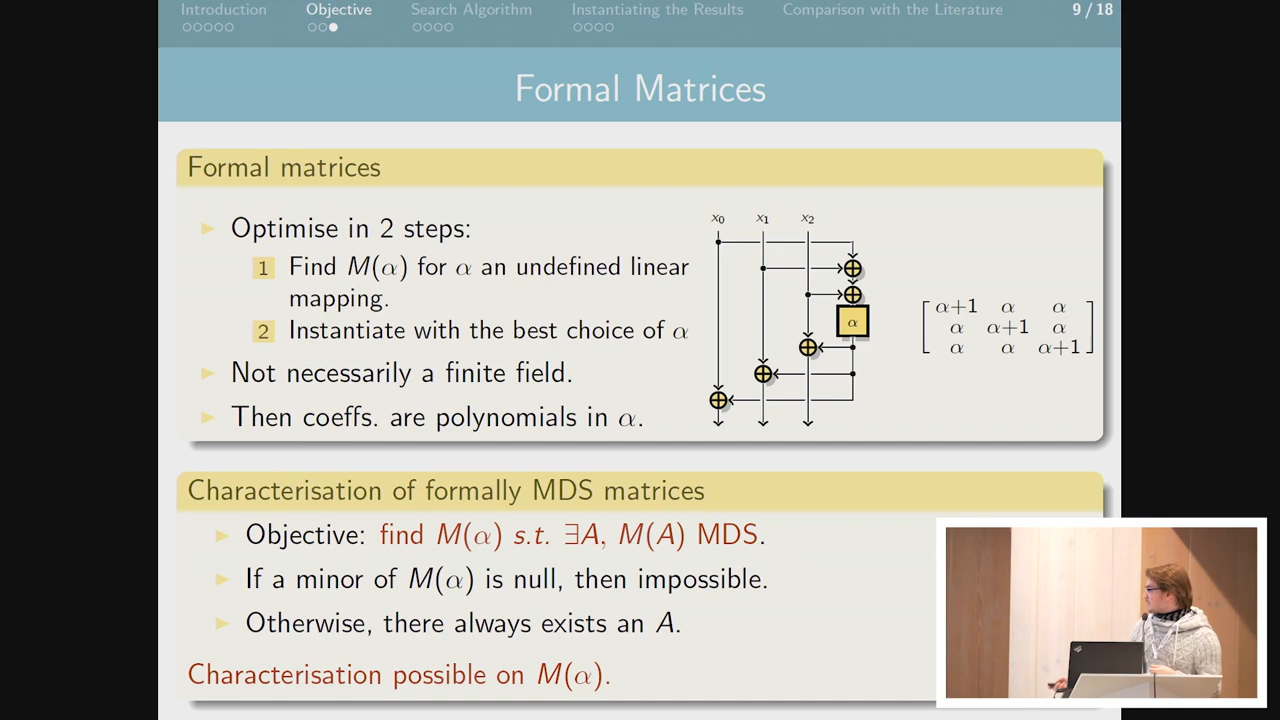 Introduction Objective Search Algorithm Instantiating the Results Comparison with the Literature 9 / 18
Formal Matrices
Formal matrices
► Optimise in 2 steps:
1 Find M(α) for α an undefined linear
mapping.
2 Instantiate with the best choice of α
► Not necessarily a finite field.
► Then coeffs. are polynomials in α.
x₀ x₁ x₂
α
α+1 α α
α α+1 α
α α α+1
Characterisation of formally MDS matrices
► Objective: find M(α) s.t. ∃A, M(A) MDS.
► If a minor of M(α) is null, then impossible.
► Otherwise, there always exists an A.
Characterisation possible on M(α).